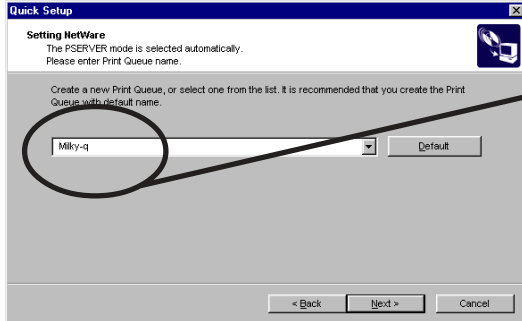 Quick Setup
Setting NetWare
The PSERVER mode is selected automatically.
Please enter Print Queue name.
Create a new Print Queue, or select one from the list. It is recommended that you create the Print
Queue with default name.
Milky-q
Default
< Back
Next >
Cancel